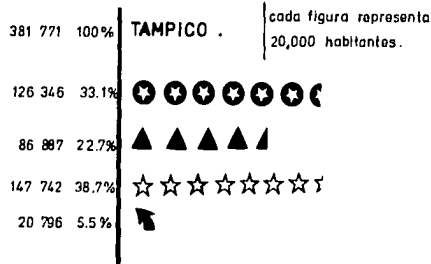 cada figura representa
381 771 100% TAMPICO .
20,000 habitantes.
126 346 33.1%
86 887 22.7%
147 742 38.7%
20 796 5.5%